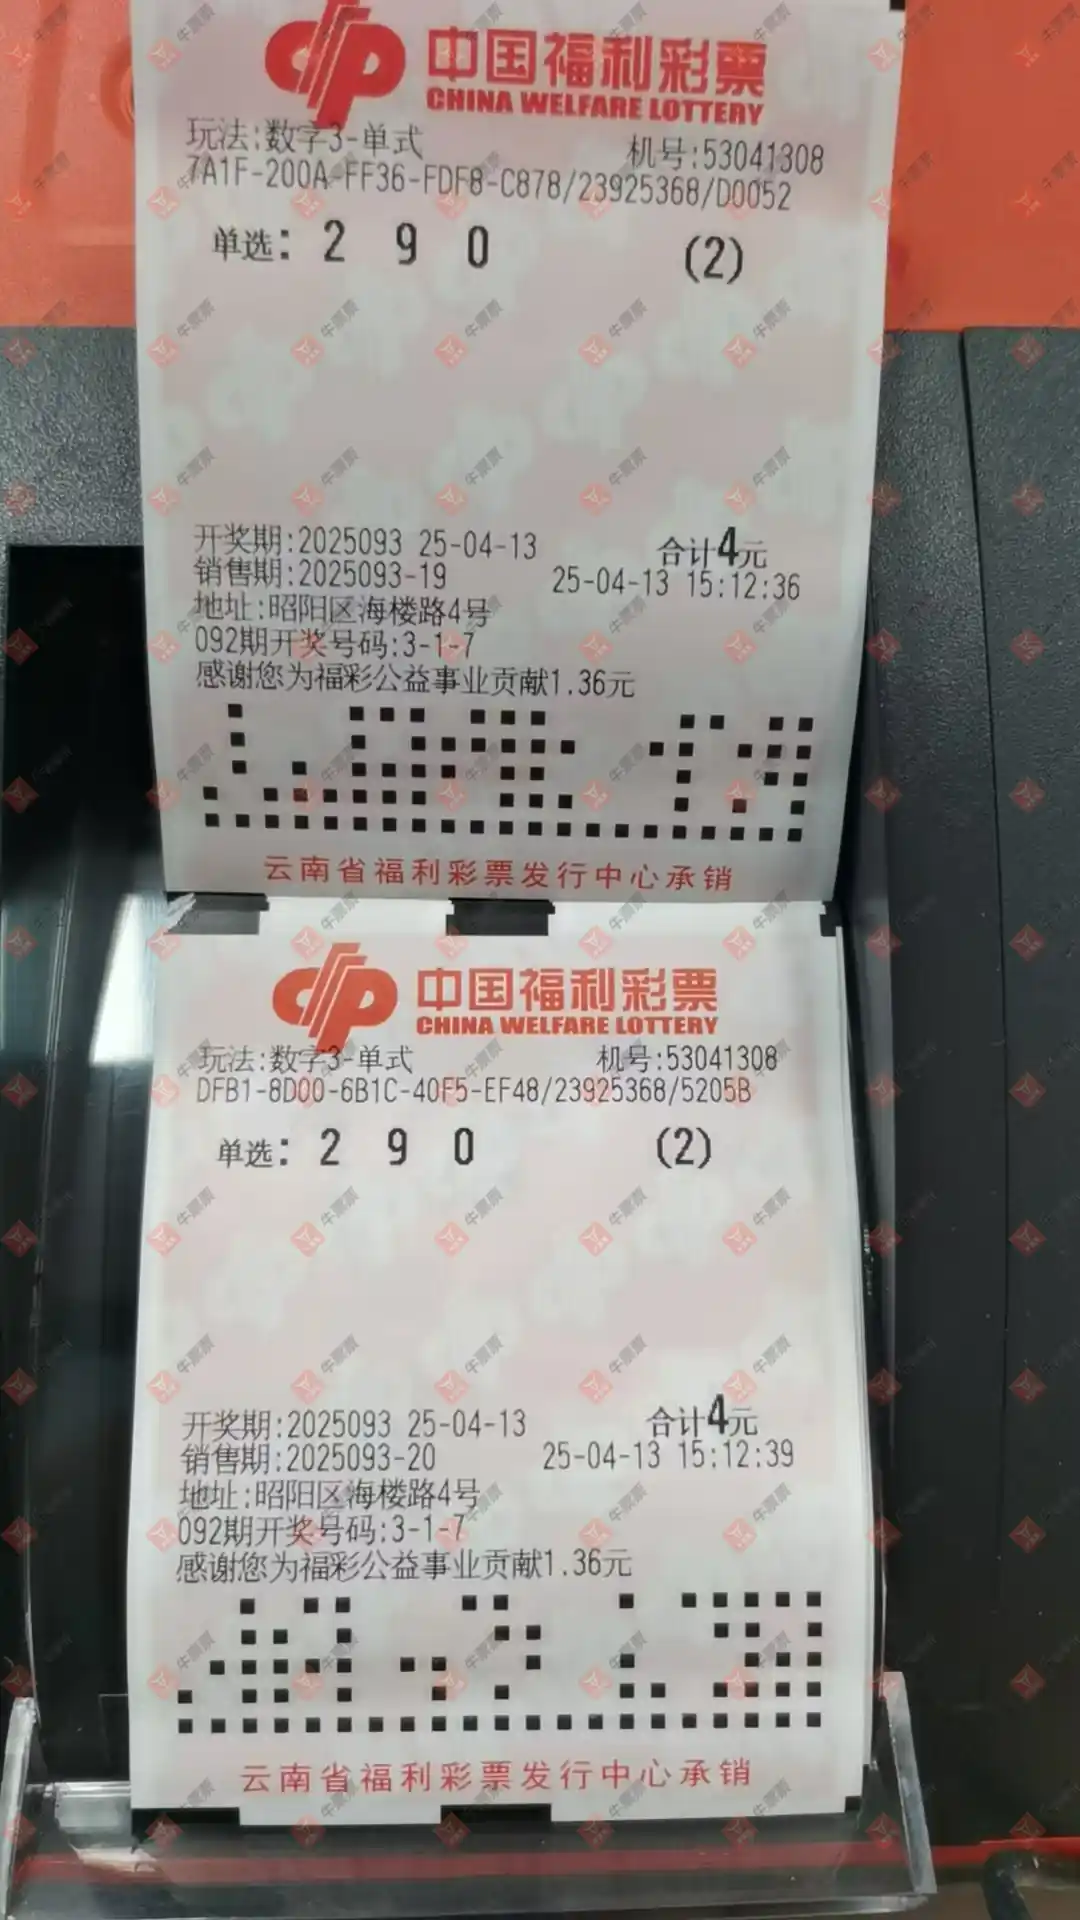 中国福利彩票
CHINA WELFARE LOTTERY
玩法:数字3-单式 机号:53041308
7A1F-200A-FF36-FDF8-C878/23925368/D0052
单选: 2 9 0 (2)
开奖期:2025093 25-04-13 合计4元
销售期:2025093-19 25-04-13 15:12:36
地址:昭阳区海楼路4号
092期开奖号码:3-1-7
感谢您为福彩公益事业贡献1.36元
云南省福利彩票发行中心承销
中国福利彩票
CHINA WELFARE LOTTERY
玩法:数字3-单式 机号:53041308
DFB1-8D00-6B1C-40F5-EF48/23925368/5205B
单选: 2 9 0 (2)
开奖期:2025093 25-04-13 合计4元
销售期:2025093-20 25-04-13 15:12:39
地址:昭阳区海楼路4号
092期开奖号码:3-1-7
感谢您为福彩公益事业贡献1.36元
云南省福利彩票发行中心承销
牛票票